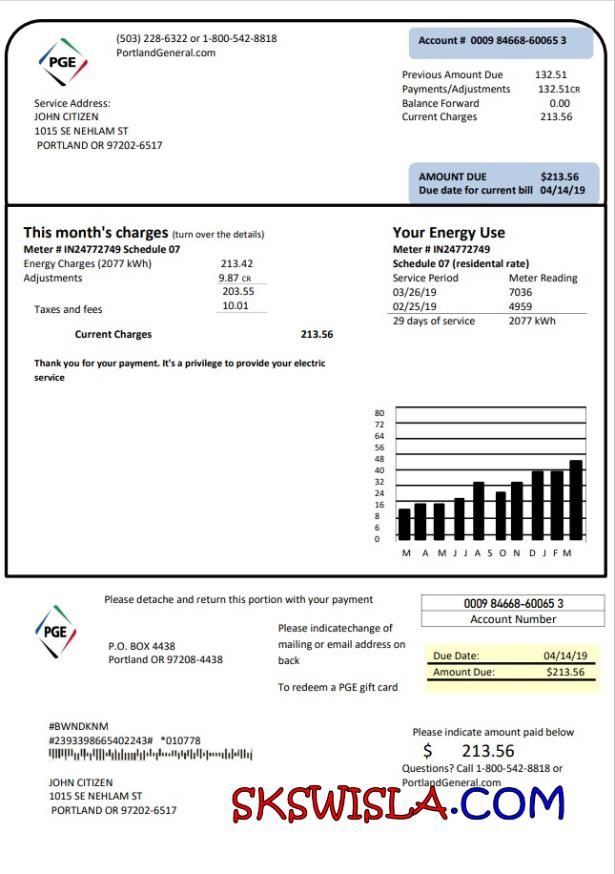 (503) 228-6322 or 1-800-542-8818
PortlandGeneral.com
PGE
Account # 0009 84668-60065 3
Previous Amount Due 132.51
Payments/Adjustments 132.51CR
Balance Forward 0.00
Current Charges 213.56
Service Address:
JOHN CITIZEN
1015 SE NEHLAM ST
PORTLAND OR 97202-6517
AMOUNT DUE $213.56
Due date for current bill 04/14/19
This month's charges (turn over the details)
Meter # IN24772749 Schedule 07
Energy Charges (2077 kWh) 213.42
Adjustments 9.87 CR
203.55
Taxes and fees 10.01
Current Charges 213.56
Thank you for your payment. It's a privilege to provide your electric
service
Your Energy Use
Meter # IN24772749
Schedule 07 (residental rate)
Service Period Meter Reading
03/26/19 7036
02/25/19 4959
29 days of service 2077 kWh
80
72
64
56
48
40
32
24
16
8
6
0
M A M J J A S O N D J F M
Please detache and return this portion with your payment
PGE
P.O. BOX 4438
Portland OR 97208-4438
Please indicatechange of
mailing or email address on
back
To redeem a PGE gift card
0009 84668-60065 3
Account Number
Due Date: 04/14/19
Amount Due: $213.56
#BWNDKNM
#2393398665402243# *010778
JOHN CITIZEN
1015 SE NEHLAM ST
PORTLAND OR 97202-6517
Please indicate amount paid below
$ 213.56
Questions? Call 1-800-542-8818 or
PortlandGeneral.com
SKSWISLA.COM